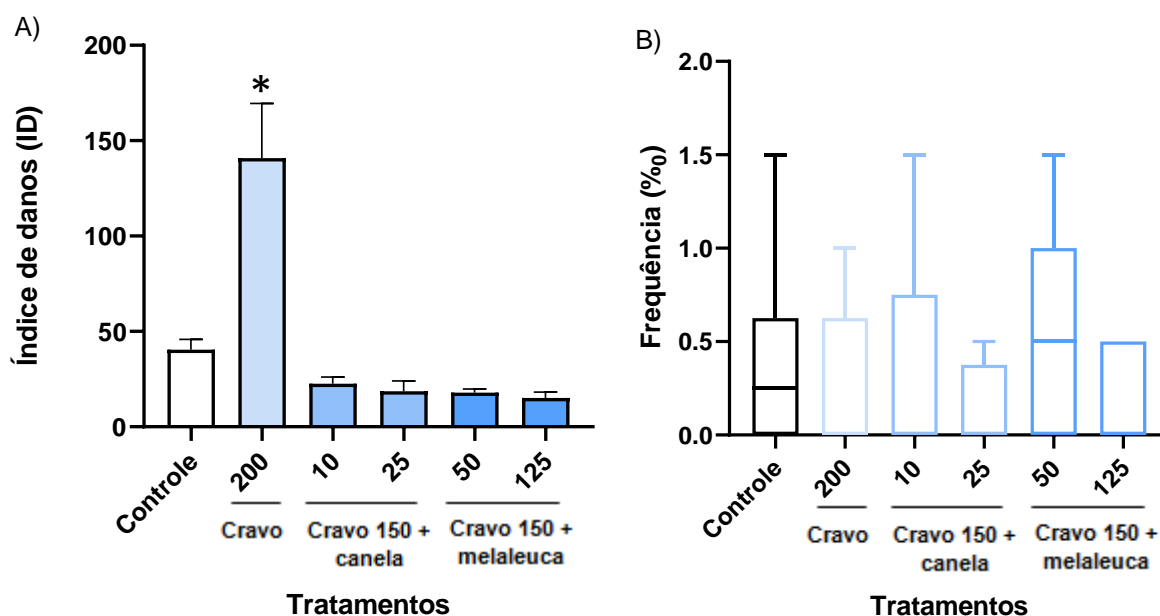 A)
Índice de danos (ID)
200
150
100
50
0
*
Controle
200
10
25
50
125
Cravo
Cravo 150 +
canela
Cravo 150 +
melaleuca
Tratamentos
B)
Frequência (‰)
2.0
1.5
1.0
0.5
0.0
Controle
200
10
25
50
125
Cravo
Cravo 150 +
canela
Cravo 150 +
melaleuca
Tratamentos